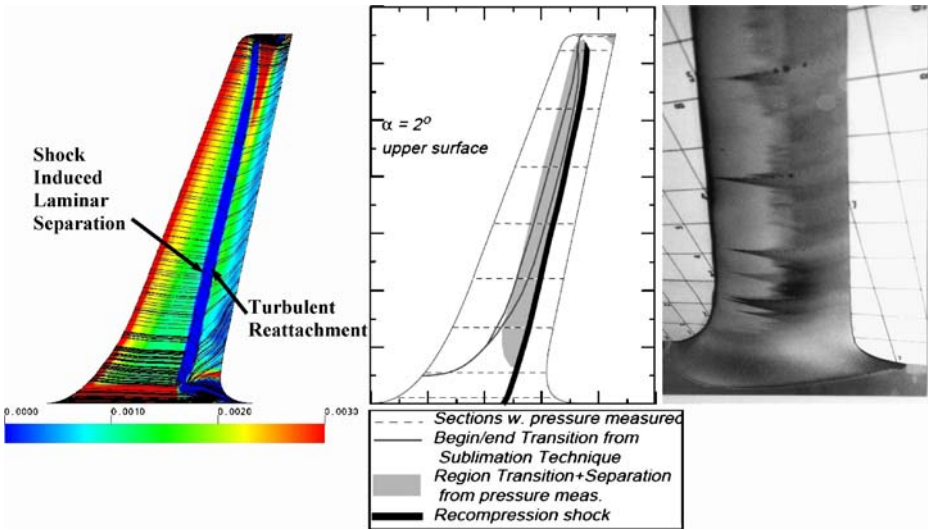 Shock
Induced
Laminar
Separation
Turbulent
Reattachment
0.0000
0.0010
0.0020
0.0030
α = 2°
upper surface
Sections w. pressure measured
Begin/end Transition from
Sublimation Technique
Region Transition+Separation
from pressure meas.
Recompression shock